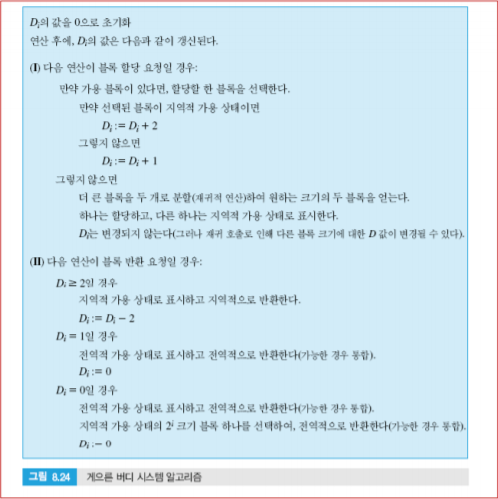 Di의 값을 0으로 초기화
연산 후에, Di의 값은 다음과 같이 갱신된다.
(I) 다음 연산이 블록 할당 요청일 경우:
만약 가용 블록이 있다면, 할당할 한 블록을 선택한다.
만약 선택된 블록이 지역적 가용 상태이면
Di := Di + 2
그렇지 않으면
Di := Di + 1
그렇지 않으면
더 큰 블록을 두 개로 분할(재귀적 연산)하여 원하는 크기의 두 블록을 얻는다.
하나는 할당하고, 다른 하나는 지역적 가용 상태로 표시한다.
Di는 변경되지 않는다(그러나 재귀 호출로 인해 다른 블록 크기에 대한 D 값이 변경될 수 있다).
(II) 다음 연산이 블록 반환 요청일 경우:
Di ≥ 2일 경우
지역적 가용 상태로 표시하고 지역적으로 반환한다.
Di := Di − 2
Di = 1일 경우
전역적 가용 상태로 표시하고 전역적으로 반환한다(가능한 경우 통합).
Di := 0
Di = 0일 경우
전역적 가용 상태로 표시하고 전역적으로 반환한다(가능한 경우 통합).
지역적 가용 상태의 2^i 크기 블록 하나를 선택하여, 전역적으로 반환한다(가능한 경우 통합).
Di := 0
그림 8.24 게으른 버디 시스템 알고리즘